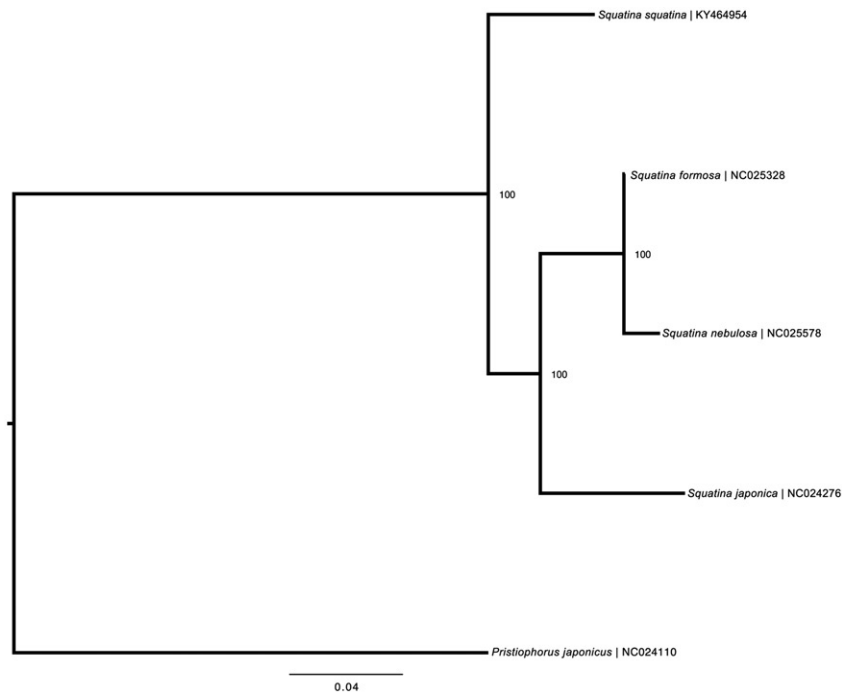 Squatina squatina | KY464954
Squatina formosa | NC025328
100
100
Squatina nebulosa | NC025578
100
Squatina japonica | NC024276
Pristiophorus japonicus | NC024110
0.04